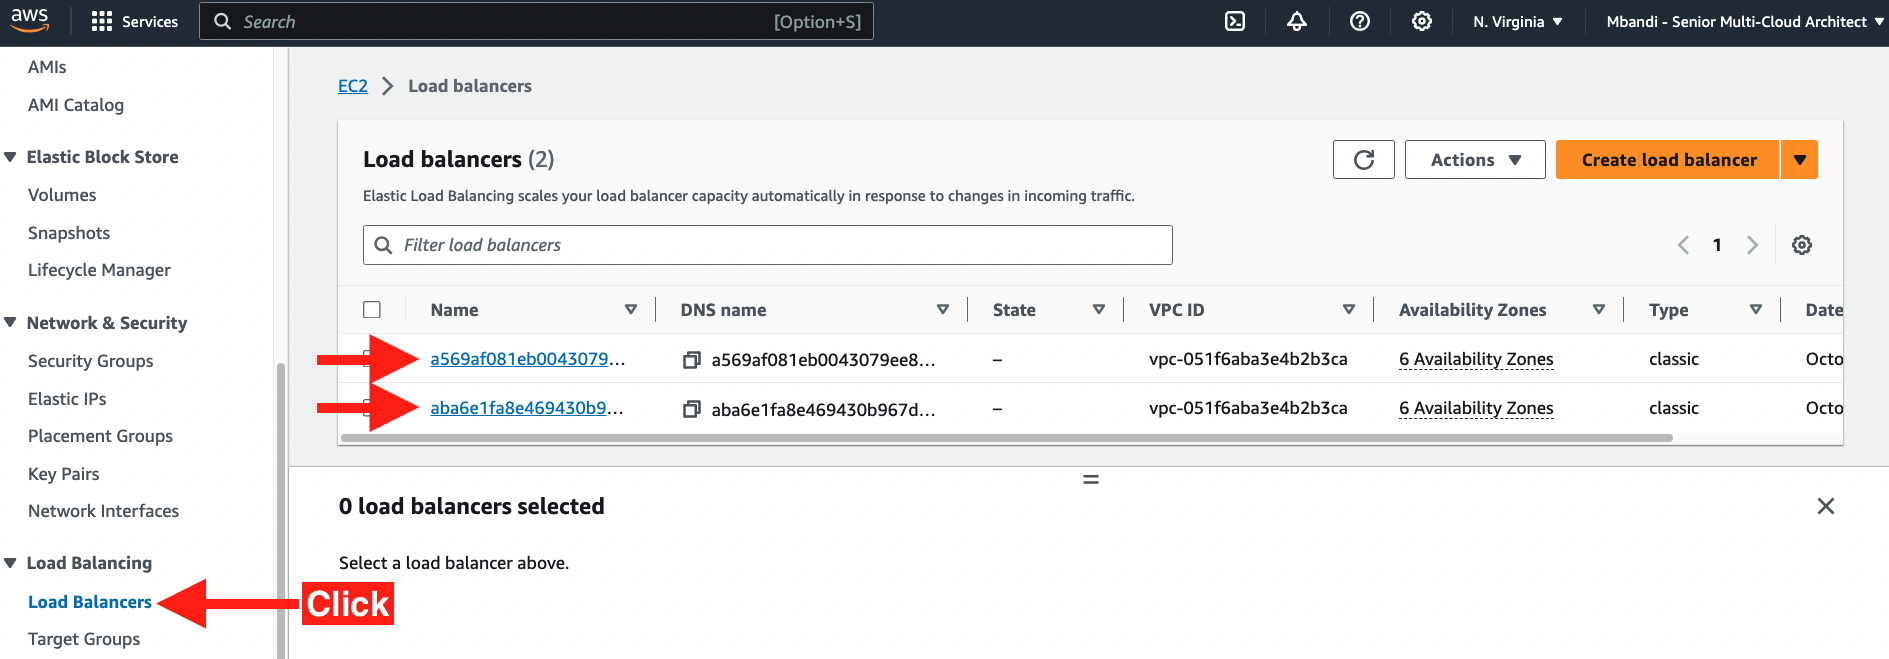 aws Services Search [Option+S] N. Virginia ▼ Mbandi - Senior Multi-Cloud Architect ▼
AMIs
AMI Catalog
Elastic Block Store
Volumes
Snapshots
Lifecycle Manager
Network & Security
Security Groups
Elastic IPs
Placement Groups
Key Pairs
Network Interfaces
Load Balancing
Load Balancers
Target Groups
Click
EC2 > Load balancers
Load balancers (2)
Actions ▼ Create load balancer
Elastic Load Balancing scales your load balancer capacity automatically in response to changes in incoming traffic.
Filter load balancers
1
Name DNS name State VPC ID Availability Zones Type Date
a569af081eb0043079... a569af081eb0043079ee8... – vpc-051f6aba3e4b2b3ca 6 Availability Zones classic Octo
aba6e1fa8e469430b9... aba6e1fa8e469430b967d... – vpc-051f6aba3e4b2b3ca 6 Availability Zones classic Octo
0 load balancers selected
Select a load balancer above.